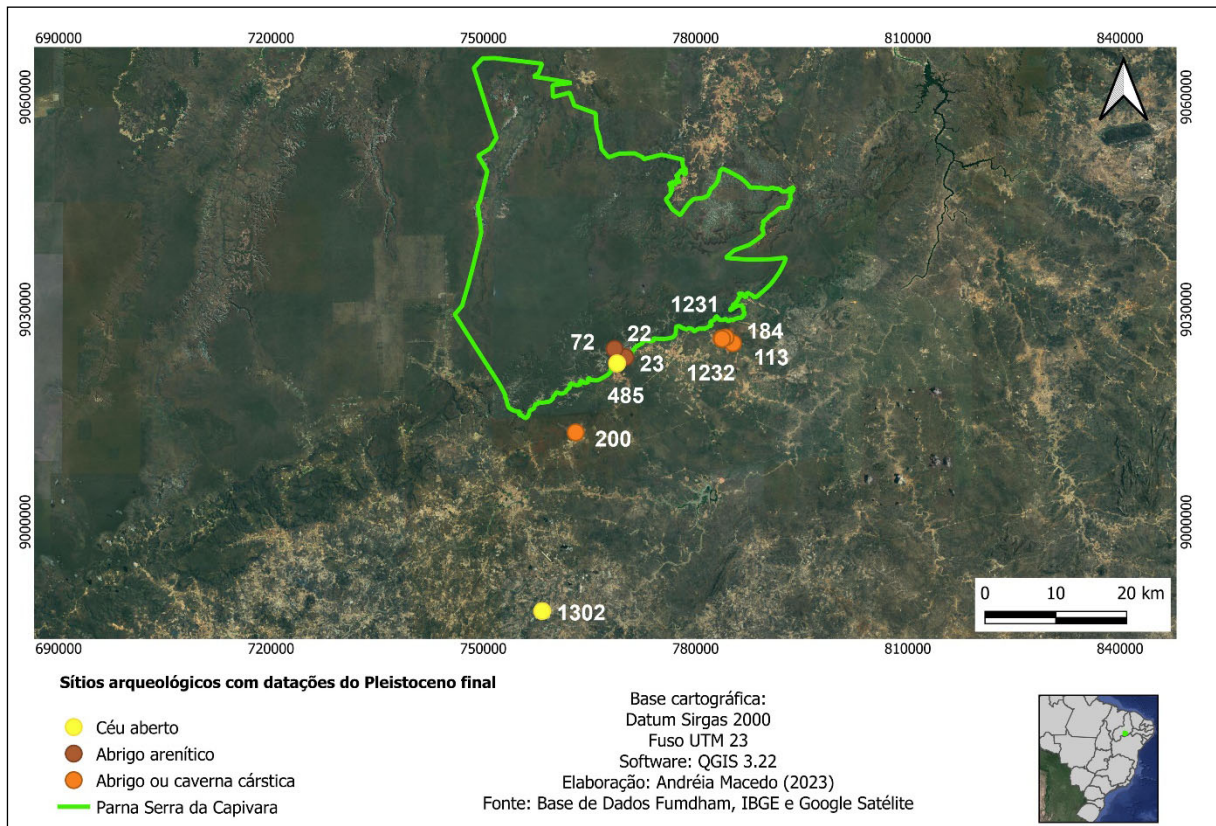 690000 720000 750000 780000 810000 840000
9060000 9060000
9030000 9030000
1231
72 22 184
23 1232 113
485
200
9000000 9000000
0 10 20 km
1302
690000 720000 750000 780000 810000 840000
Sítios arqueológicos com datações do Pleistoceno final
Céu aberto
Abrigo arenítico
Abrigo ou caverna cárstica
Parna Serra da Capivara
Base cartográfica:
Datum Sirgas 2000
Fuso UTM 23
Software: QGIS 3.22
Elaboração: Andréia Macedo (2023)
Fonte: Base de Dados Fumdham, IBGE e Google Satélite